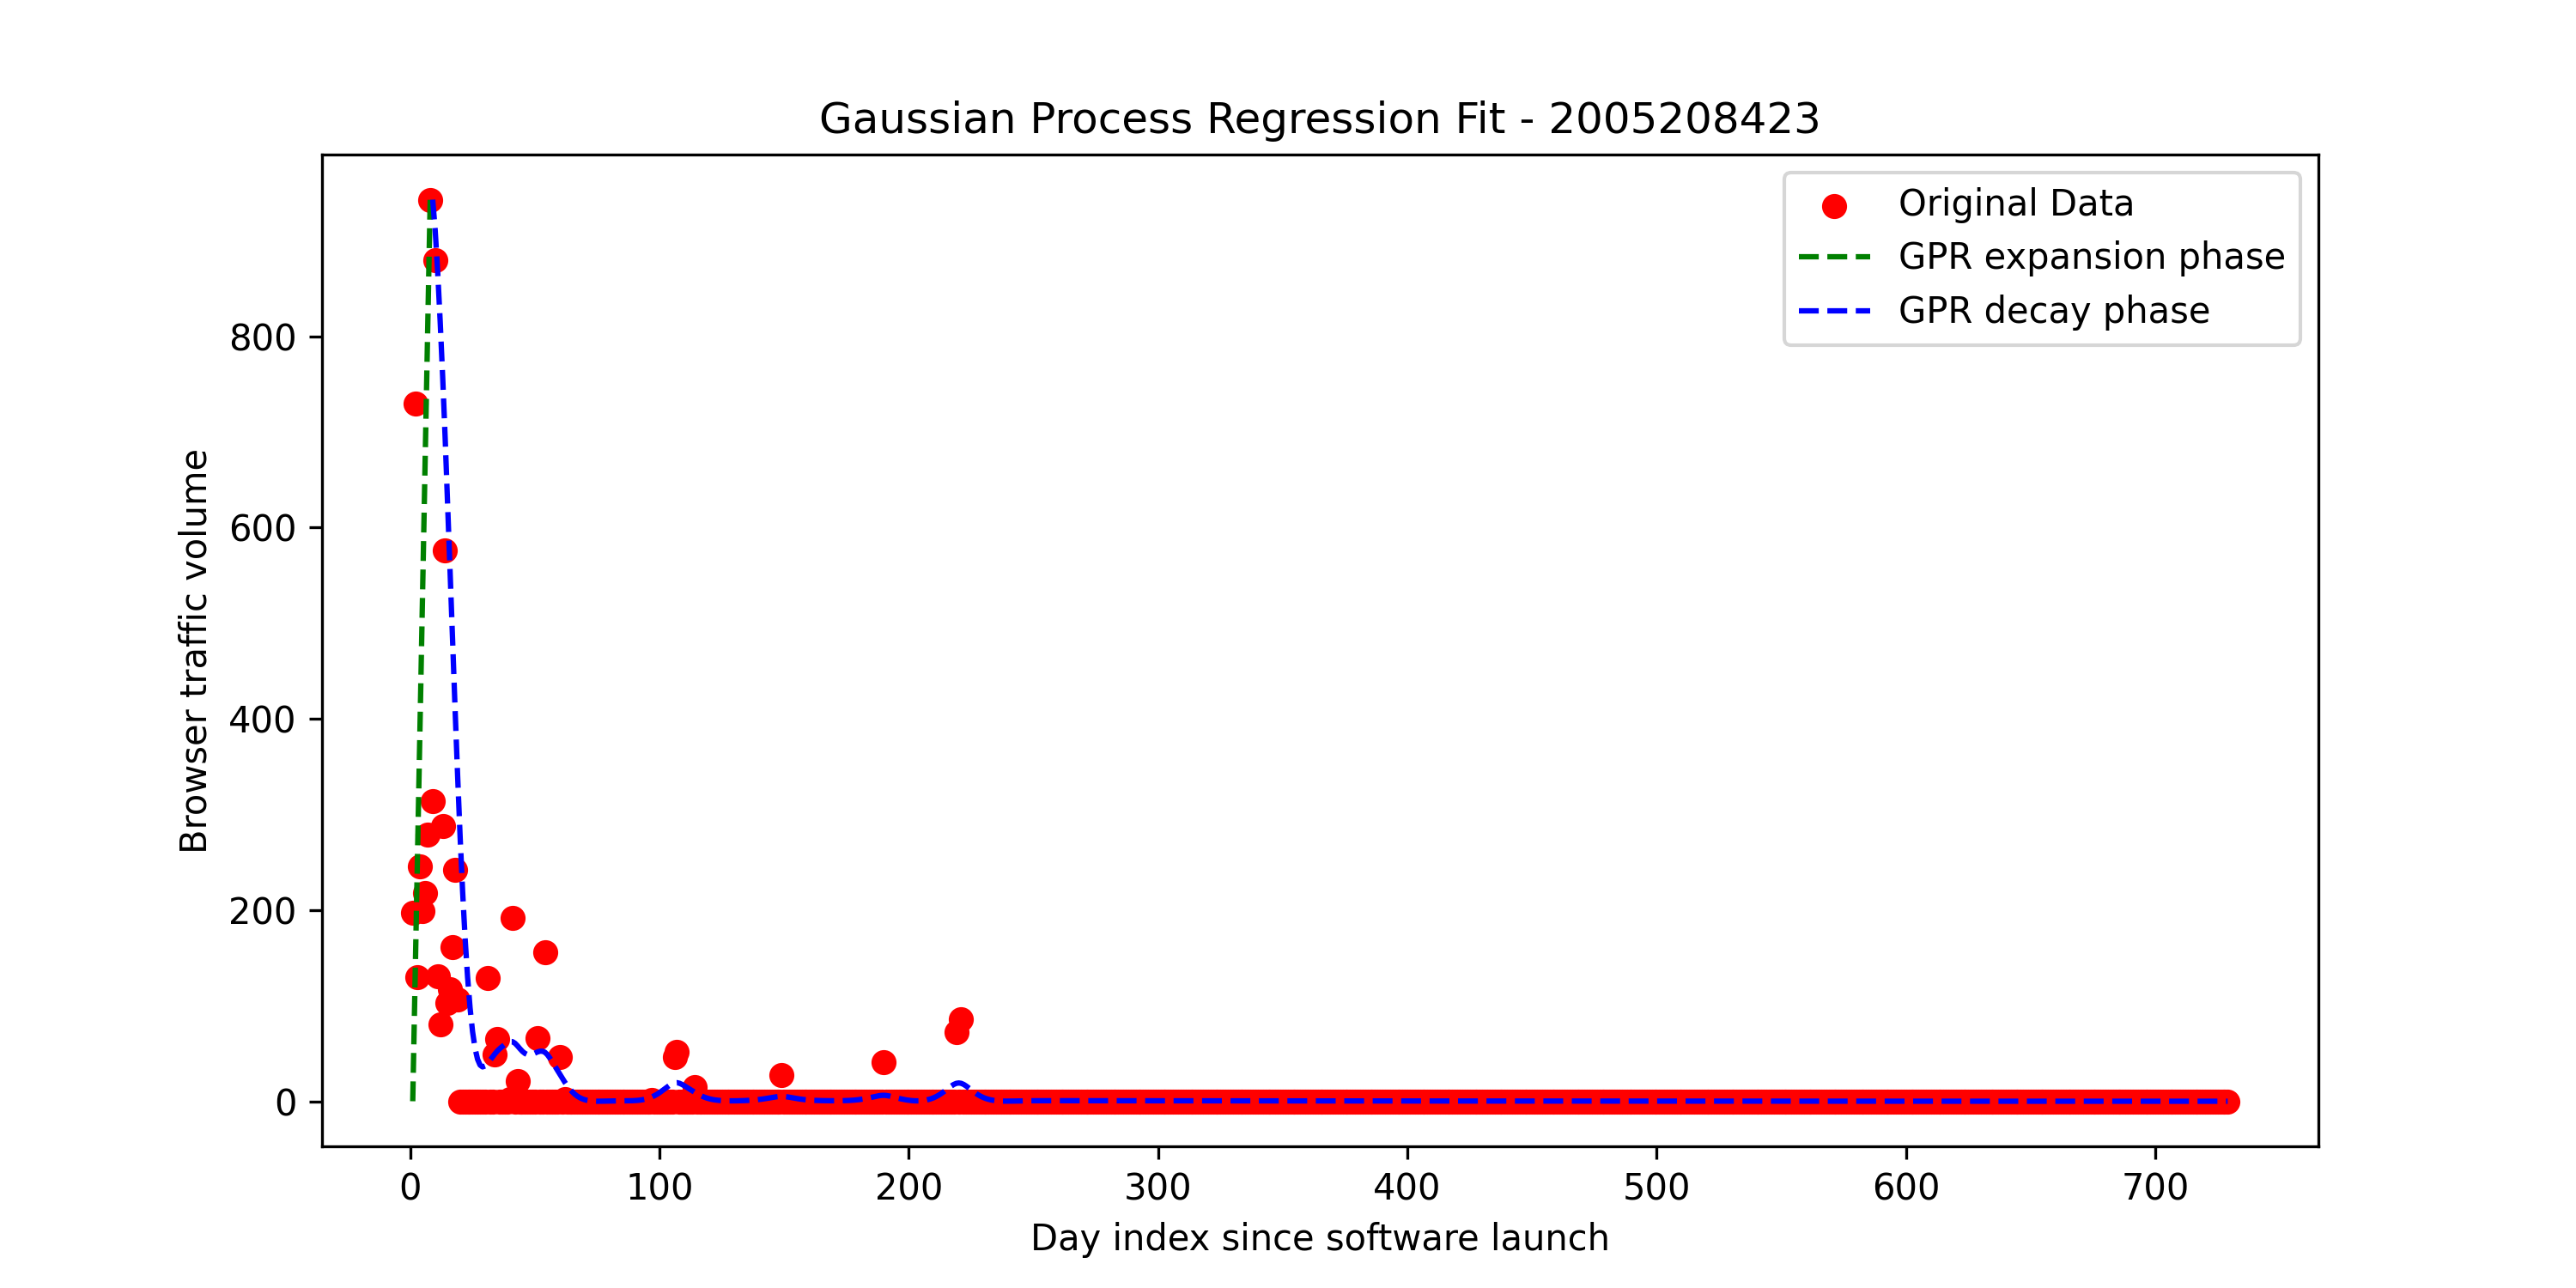 Gaussian Process Regression Fit - 2005208423
Original Data
GPR expansion phase
GPR decay phase
Browser traffic volume
800
600
400
200
0
0 100 200 300 400 500 600 700
Day index since software launch